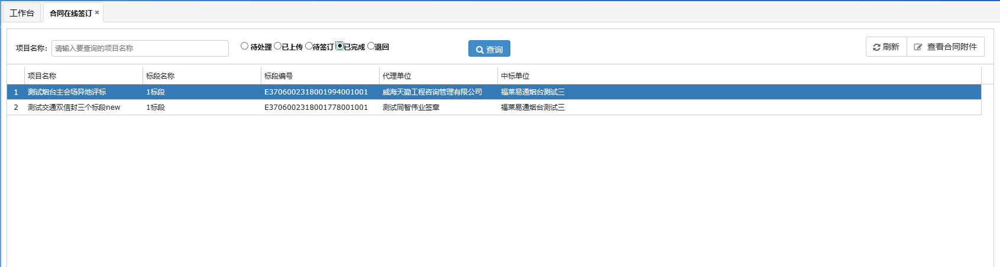 工作台 合同在线签订 ×
项目名称: 请输入要查询的项目名称 待处理 已上传 待签订 已完成 退回 查询 刷新 查看合同附件
项目名称 标段名称 标段编号 代理单位 中标单位
1 测试烟台主会场异地评标 1标段 E3706002318001994001001 威海天勤工程咨询管理有限公司 福莱易通烟台测试三
2 测试交通双信封三个标段new 1标段 E3706002318001778001001 测试同智伟业签章 福莱易通烟台测试三